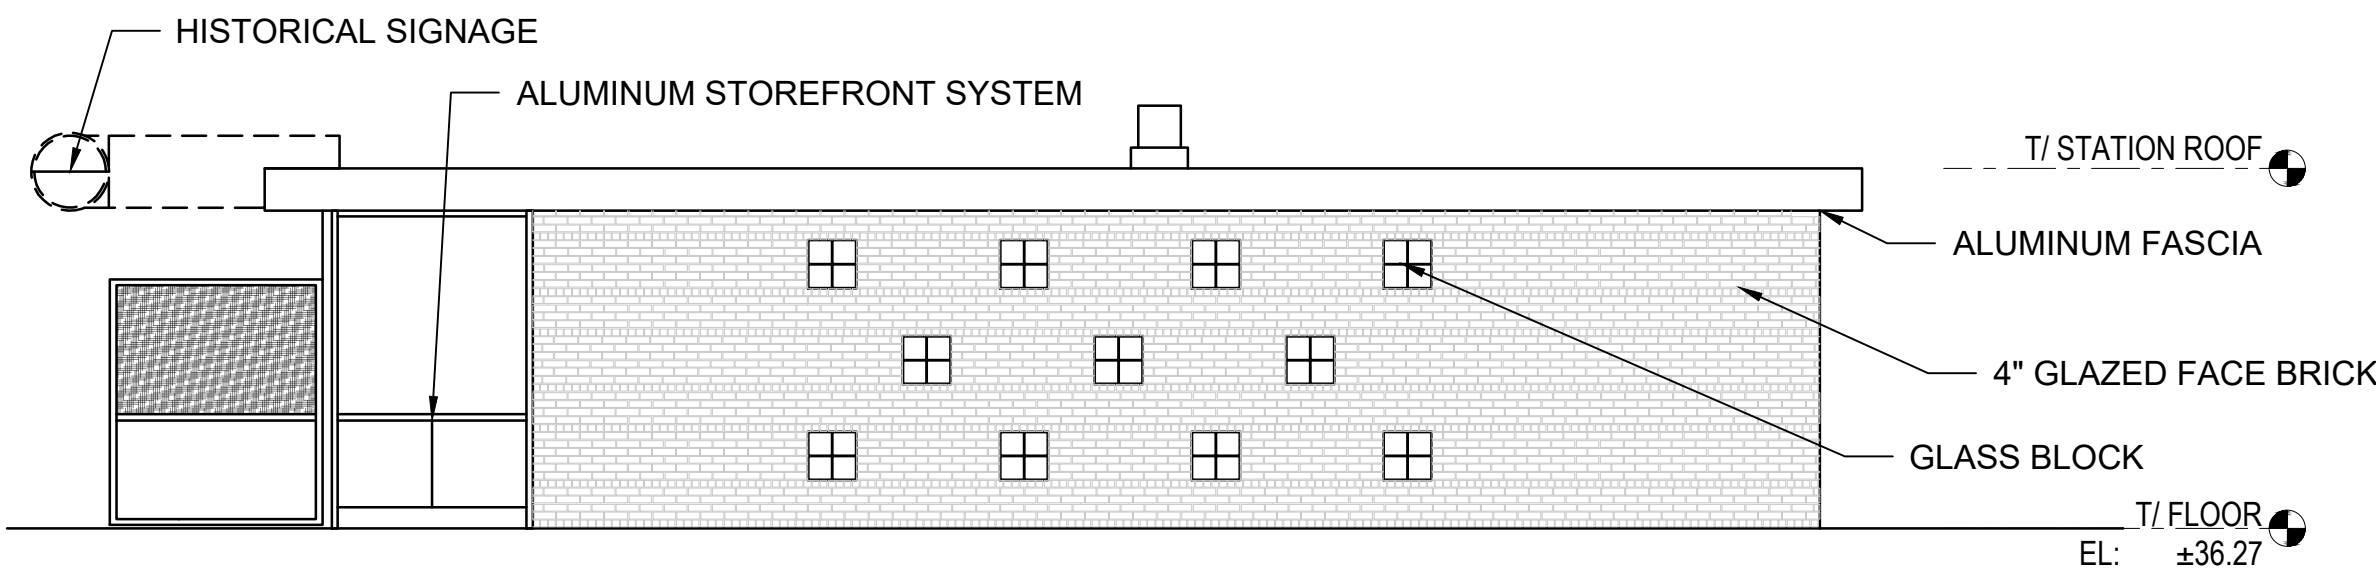 HISTORICAL SIGNAGE
ALUMINUM STOREFRONT SYSTEM
T/ STATION ROOF
ALUMINUM FASCIA
4" GLAZED FACE BRICK
GLASS BLOCK
T/ FLOOR
EL: ±36.27